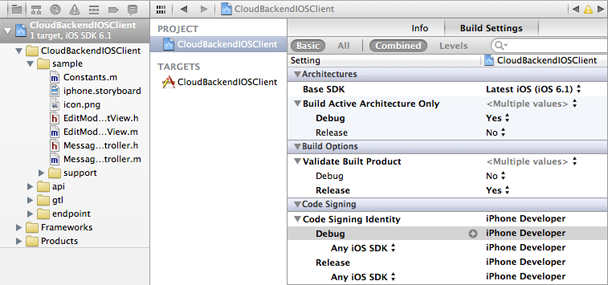 CloudBackendIOSClient
1 target, iOS SDK 6.1
CloudBackendIOSClient
sample
Constants.m
iphone.storyboard
icon.png
EditMod...tView.h
EditMod...View.m
Messag...troller.h
Messag...troller.m
support
api
gtl
endpoint
Frameworks
Products
CloudBackendIOSClient
PROJECT
CloudBackendIOSClient
TARGETS
CloudBackendIOSClient
Info
Build Settings
Basic All Combined Levels
Setting CloudBackendIOSClient
Architectures
Base SDK Latest iOS (iOS 6.1)
Build Active Architecture Only <Multiple values>
Debug Yes
Release No
Build Options
Validate Built Product <Multiple values>
Debug No
Release Yes
Code Signing
Code Signing Identity iPhone Developer
Debug iPhone Developer
Any iOS SDK iPhone Developer
Release iPhone Developer
Any iOS SDK iPhone Developer